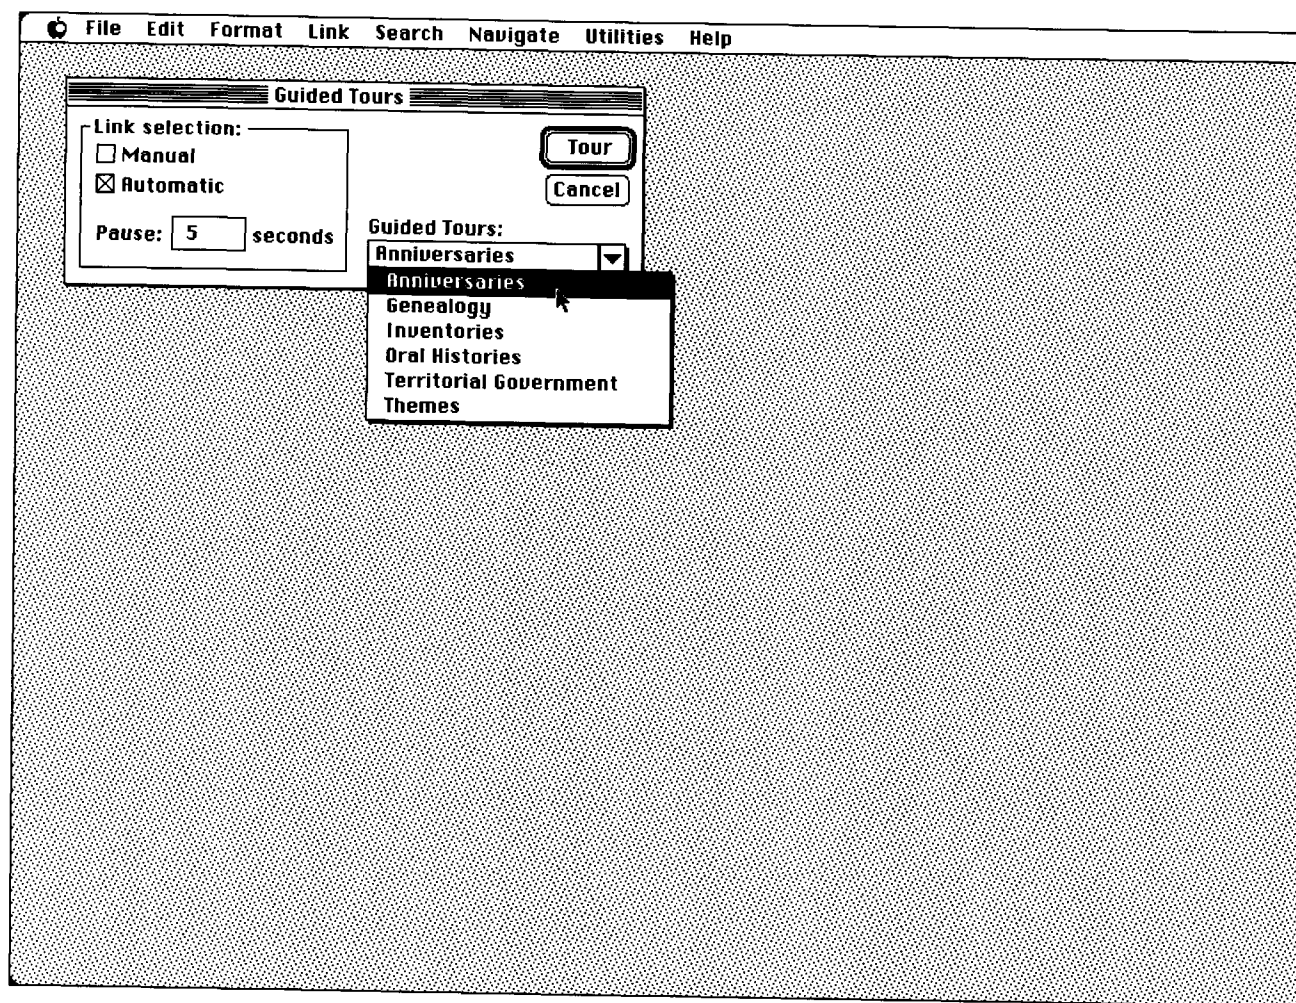 File Edit Format Link Search Navigate Utilities Help
Guided Tours
Link selection:
Manual
Automatic
Pause: 5 seconds
Tour
Cancel
Guided Tours:
Anniversaries
Anniversaries
Genealogy
Inventories
Oral Histories
Territorial Government
Themes